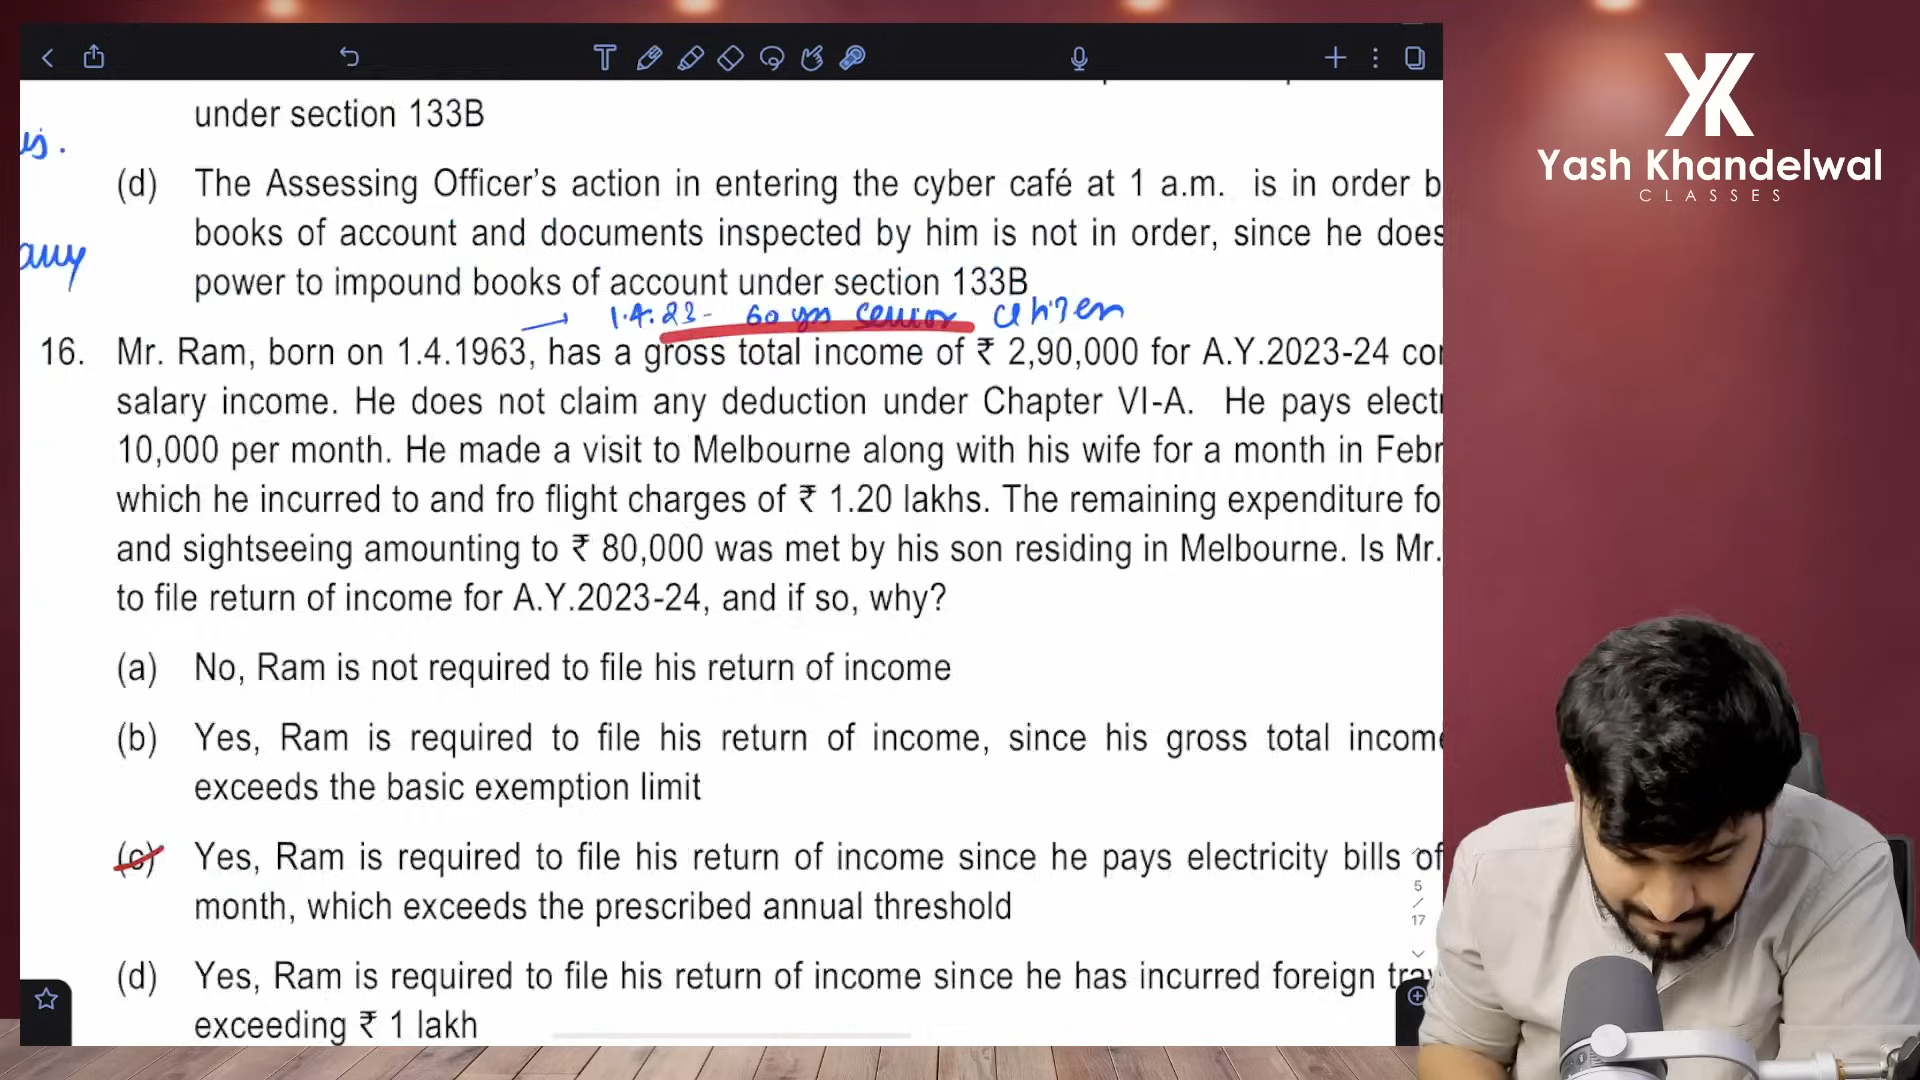 Yash Khandelwal
CLASSES
under section 133B
is.
(d) The Assessing Officer's action in entering the cyber café at 1 a.m. is in order b
books of account and documents inspected by him is not in order, since he does
any
power to impound books of account under section 133B
→ 1.4.23- 60 yrs senior citizen
16. Mr. Ram, born on 1.4.1963, has a gross total income of ₹ 2,90,000 for A.Y.2023-24 co
salary income. He does not claim any deduction under Chapter VI-A. He pays elect
10,000 per month. He made a visit to Melbourne along with his wife for a month in Febr
which he incurred to and fro flight charges of ₹ 1.20 lakhs. The remaining expenditure fo
and sightseeing amounting to ₹ 80,000 was met by his son residing in Melbourne. Is Mr.
to file return of income for A.Y.2023-24, and if so, why?
(a) No, Ram is not required to file his return of income
(b) Yes, Ram is required to file his return of income, since his gross total income
exceeds the basic exemption limit
(c) Yes, Ram is required to file his return of income since he pays electricity bills of
month, which exceeds the prescribed annual threshold
5
/
17
(d) Yes, Ram is required to file his return of income since he has incurred foreign tra
exceeding ₹ 1 lakh